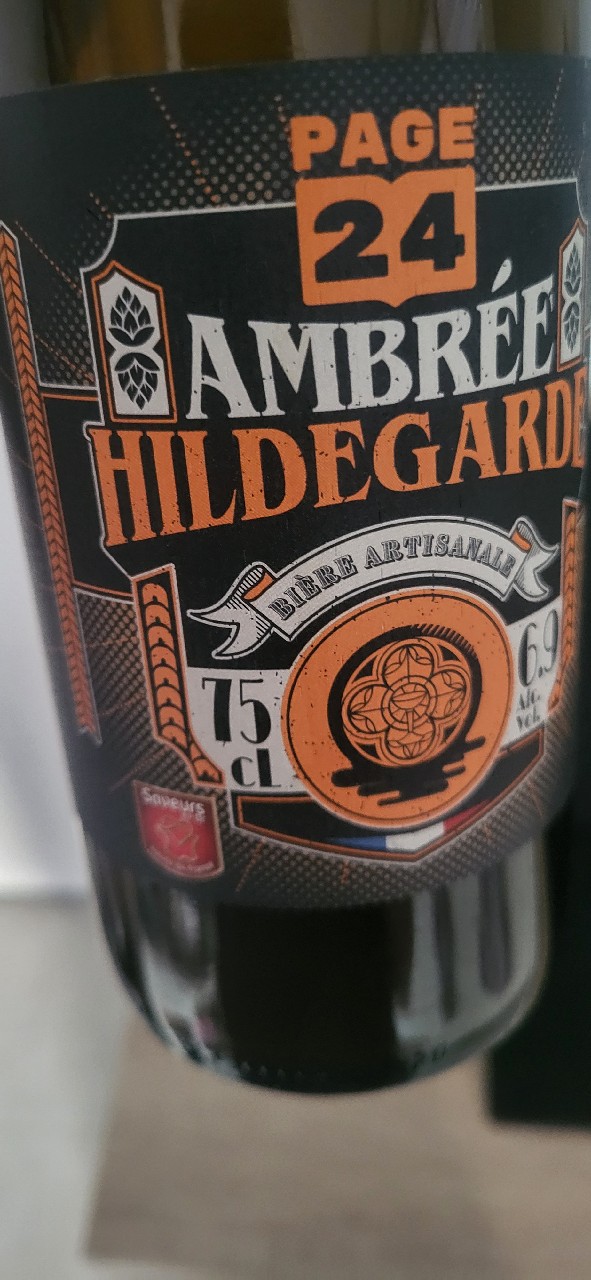 PAGE
24
AMBRÉE
HILDEGARDE
BIÈRE ARTISANALE
75
cL
6,9
Alc.
Vol.
Saveurs